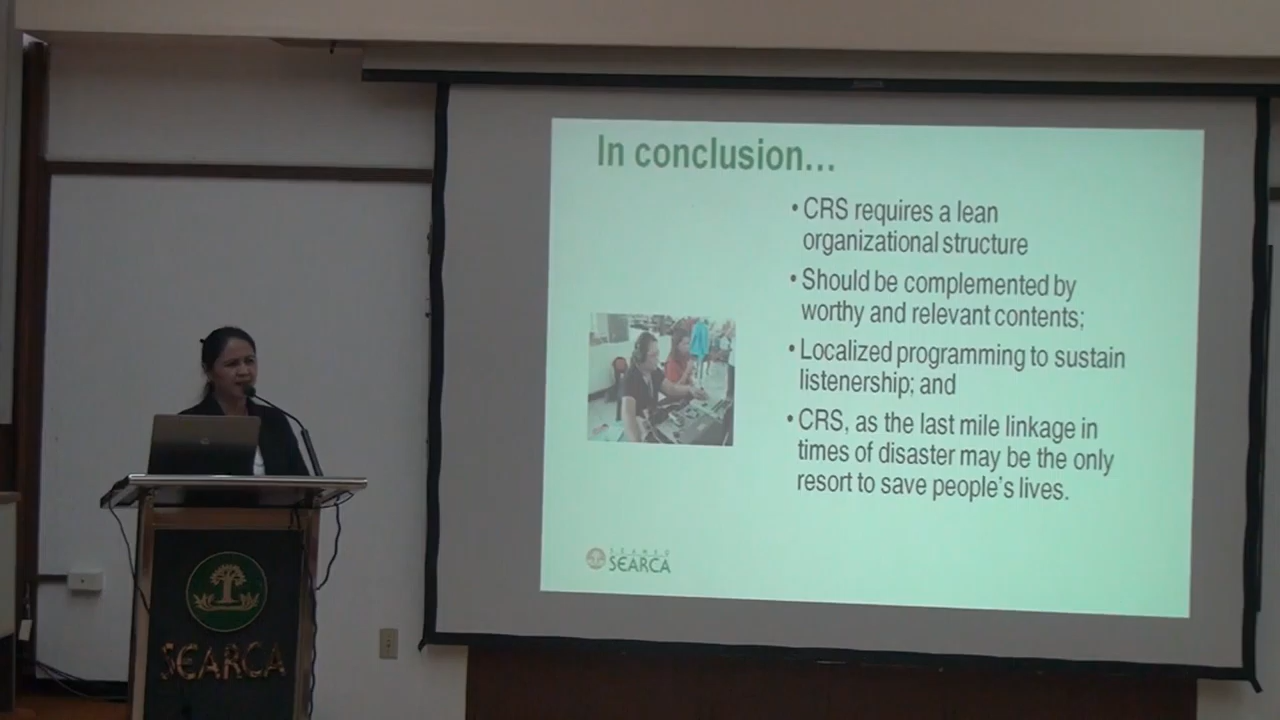 In conclusion...
• CRS requires a lean
organizational structure
• Should be complemented by
worthy and relevant contents;
• Localized programming to sustain
listenership; and
• CRS, as the last mile linkage in
times of disaster may be the only
resort to save people's lives.
SEAMEO
SEARCA
SEARCA